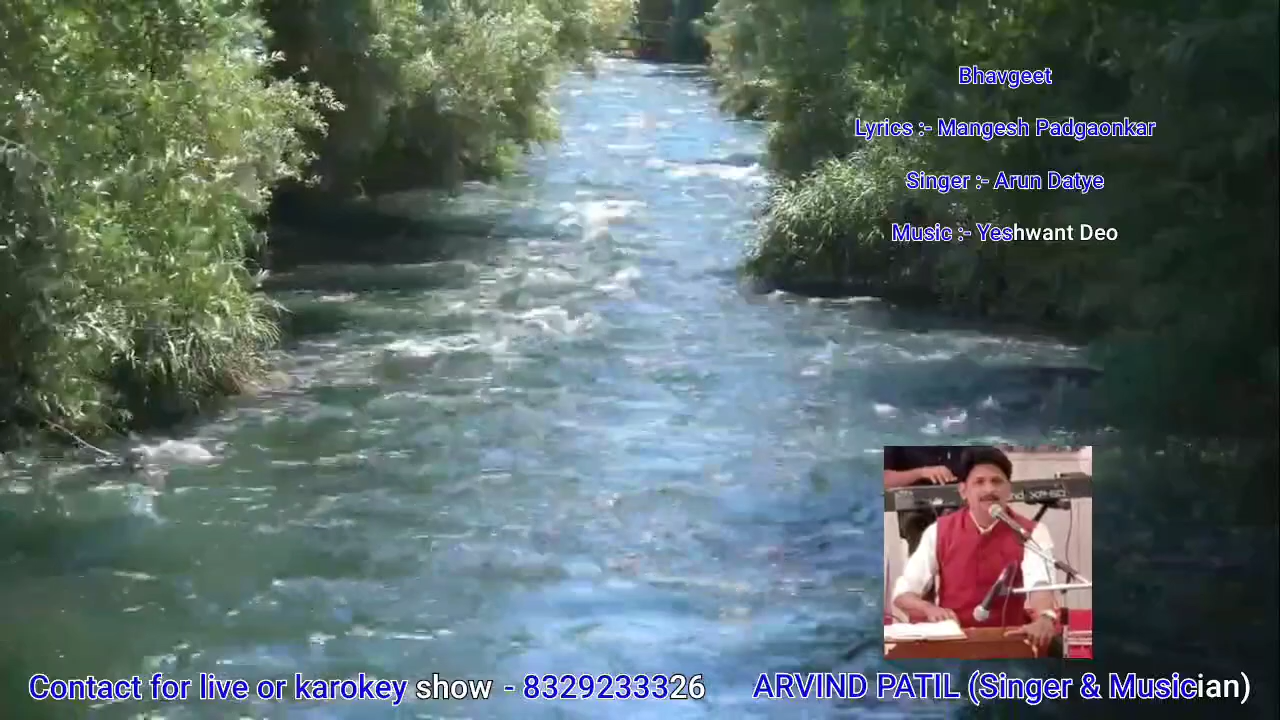 Bhavgeet
Lyrics :- Mangesh Padgaonkar
Singer :- Arun Datye
Music :- Yeshwant Deo
Contact for live or karokey show - 8329233326
ARVIND PATIL (Singer & Musician)